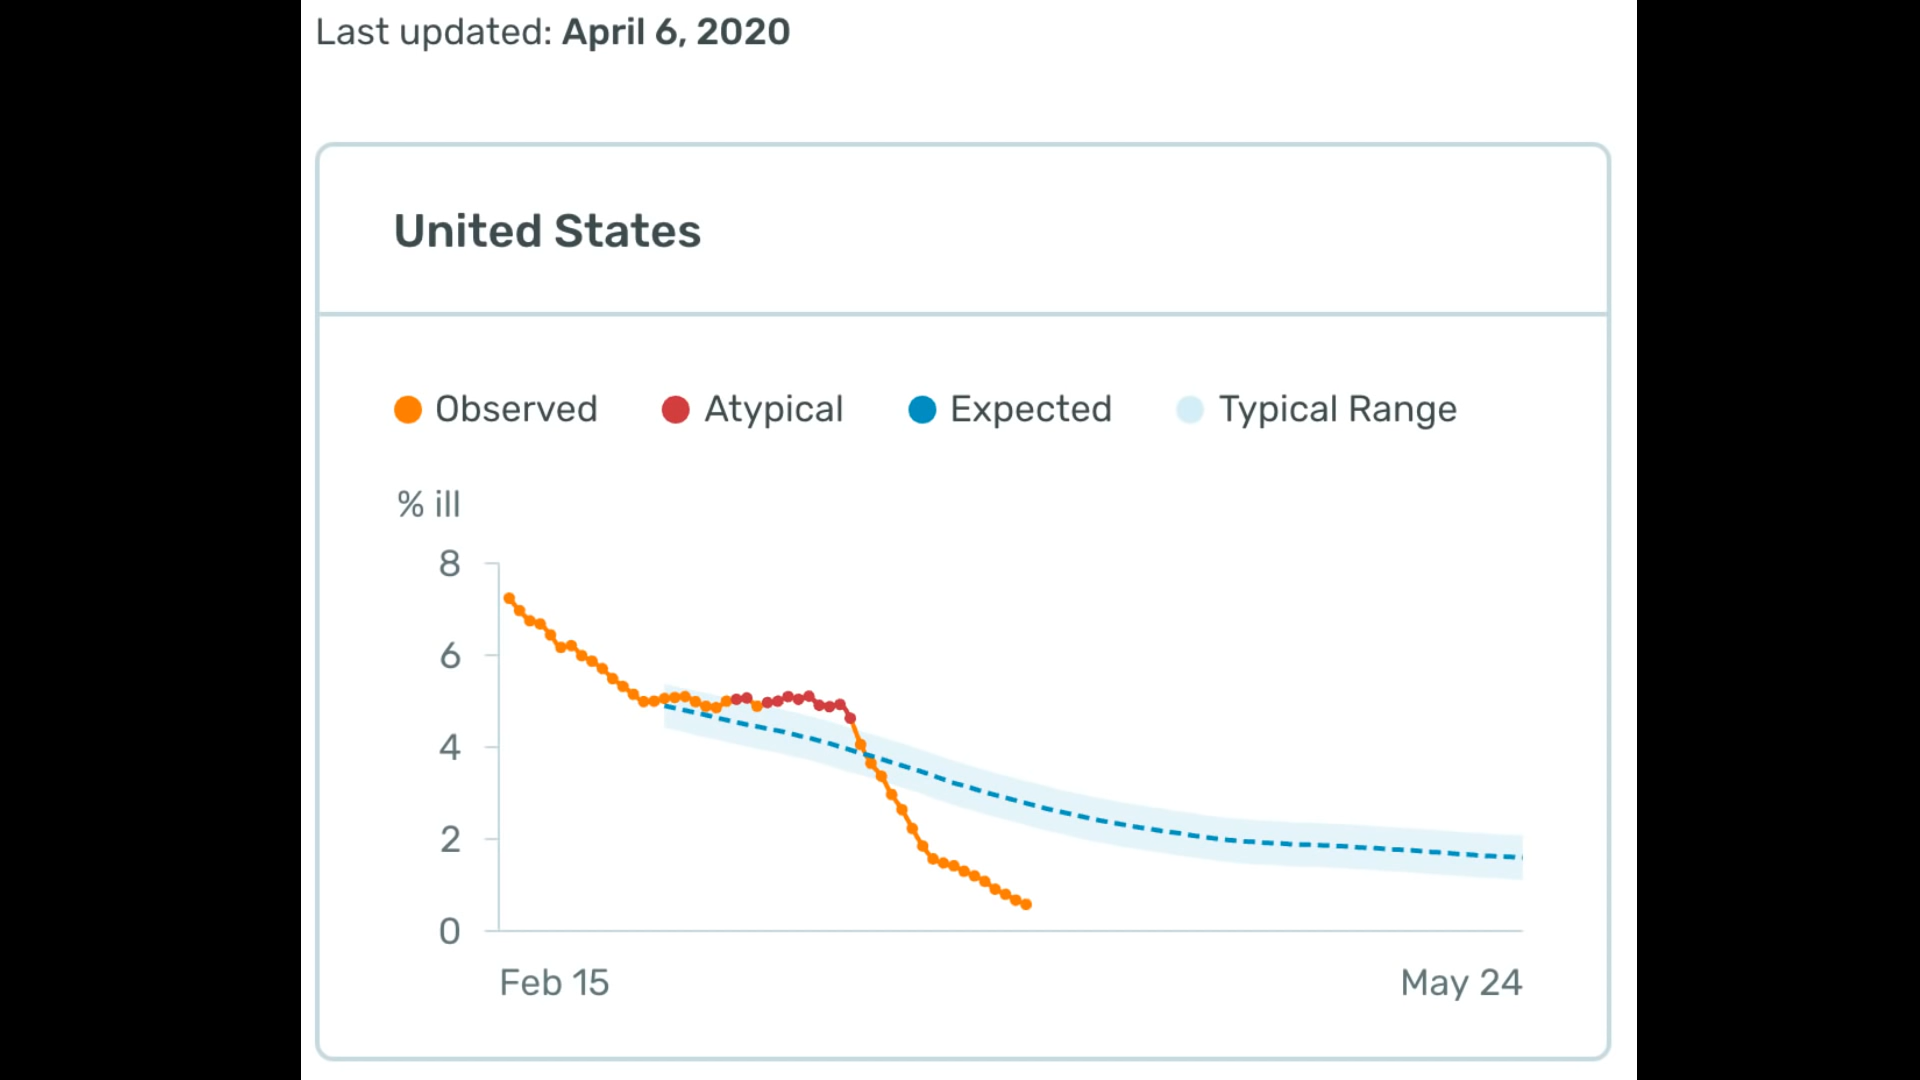 Last updated: April 6, 2020
United States
Observed Atypical Expected Typical Range
% ill
8
6
4
2
0
Feb 15 May 24